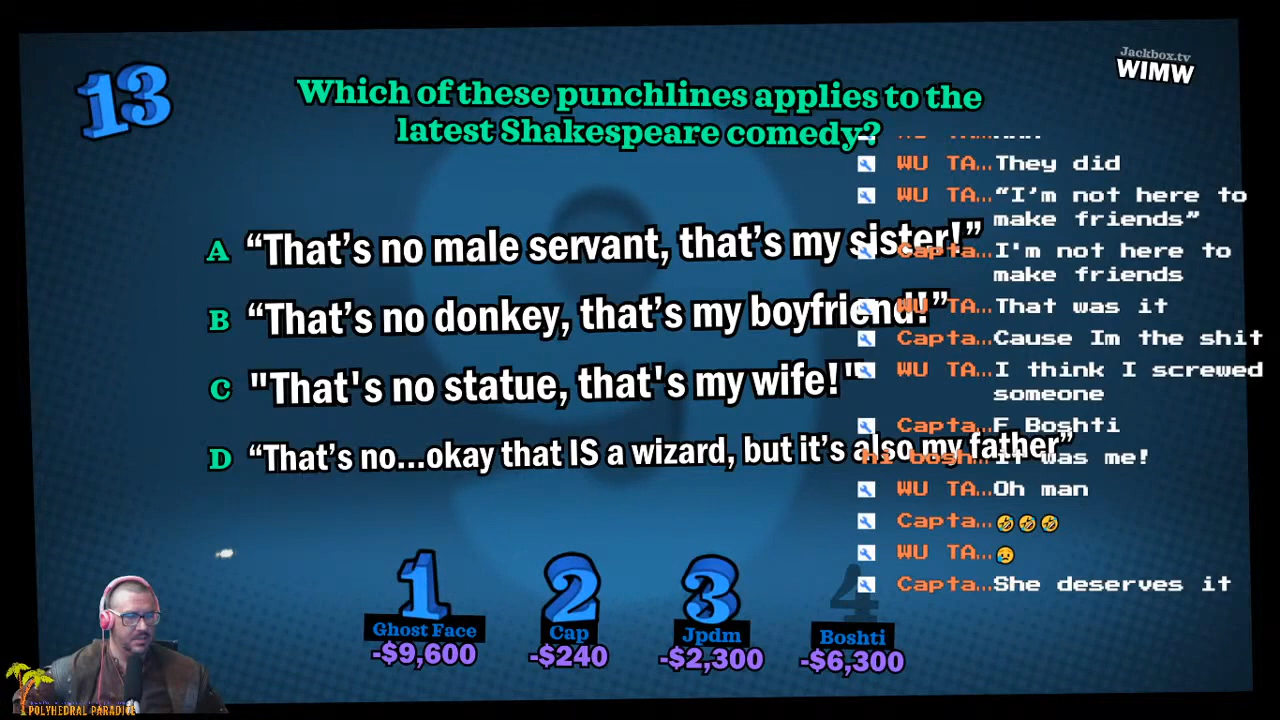 13
Which of these punchlines applies to the
latest Shakespeare comedy?
Jackbox.tv
WIMW
A “That’s no male servant, that’s my sister!”
B “That’s no donkey, that’s my boyfriend!”
C "That's no statue, that's my wife!"
D “That’s no...okay that IS a wizard, but it’s also my father”
WU TA…They did
WU TA…“I’m not here to
make friends”
Capta…I'm not here to
make friends
WU TA…That was it
Capta…Cause Im the shit
WU TA…I think I screwed
someone
Capta…F Boshti
hi bosh…it was me!
WU TA…Oh man
Capta…🤣🤣🤣
WU TA…😥
Capta…She deserves it
1 2 3 4
Ghost Face Cap Jpdm Boshti
-$9,600 -$240 -$2,300 -$6,300
POLYHEDRAL PARADICE